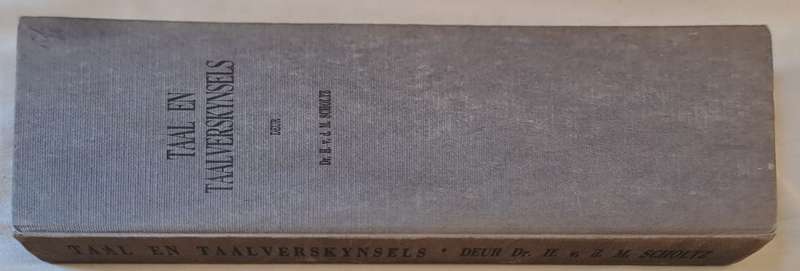 TAAL EN
TAALVERSKYNSELS
DEUR
Dr. H. v. J. M. SCHOLTZ
TAAL EN TAALVERSKYNSELS * DEUR Dr. H. v. M. SCHOLTZ